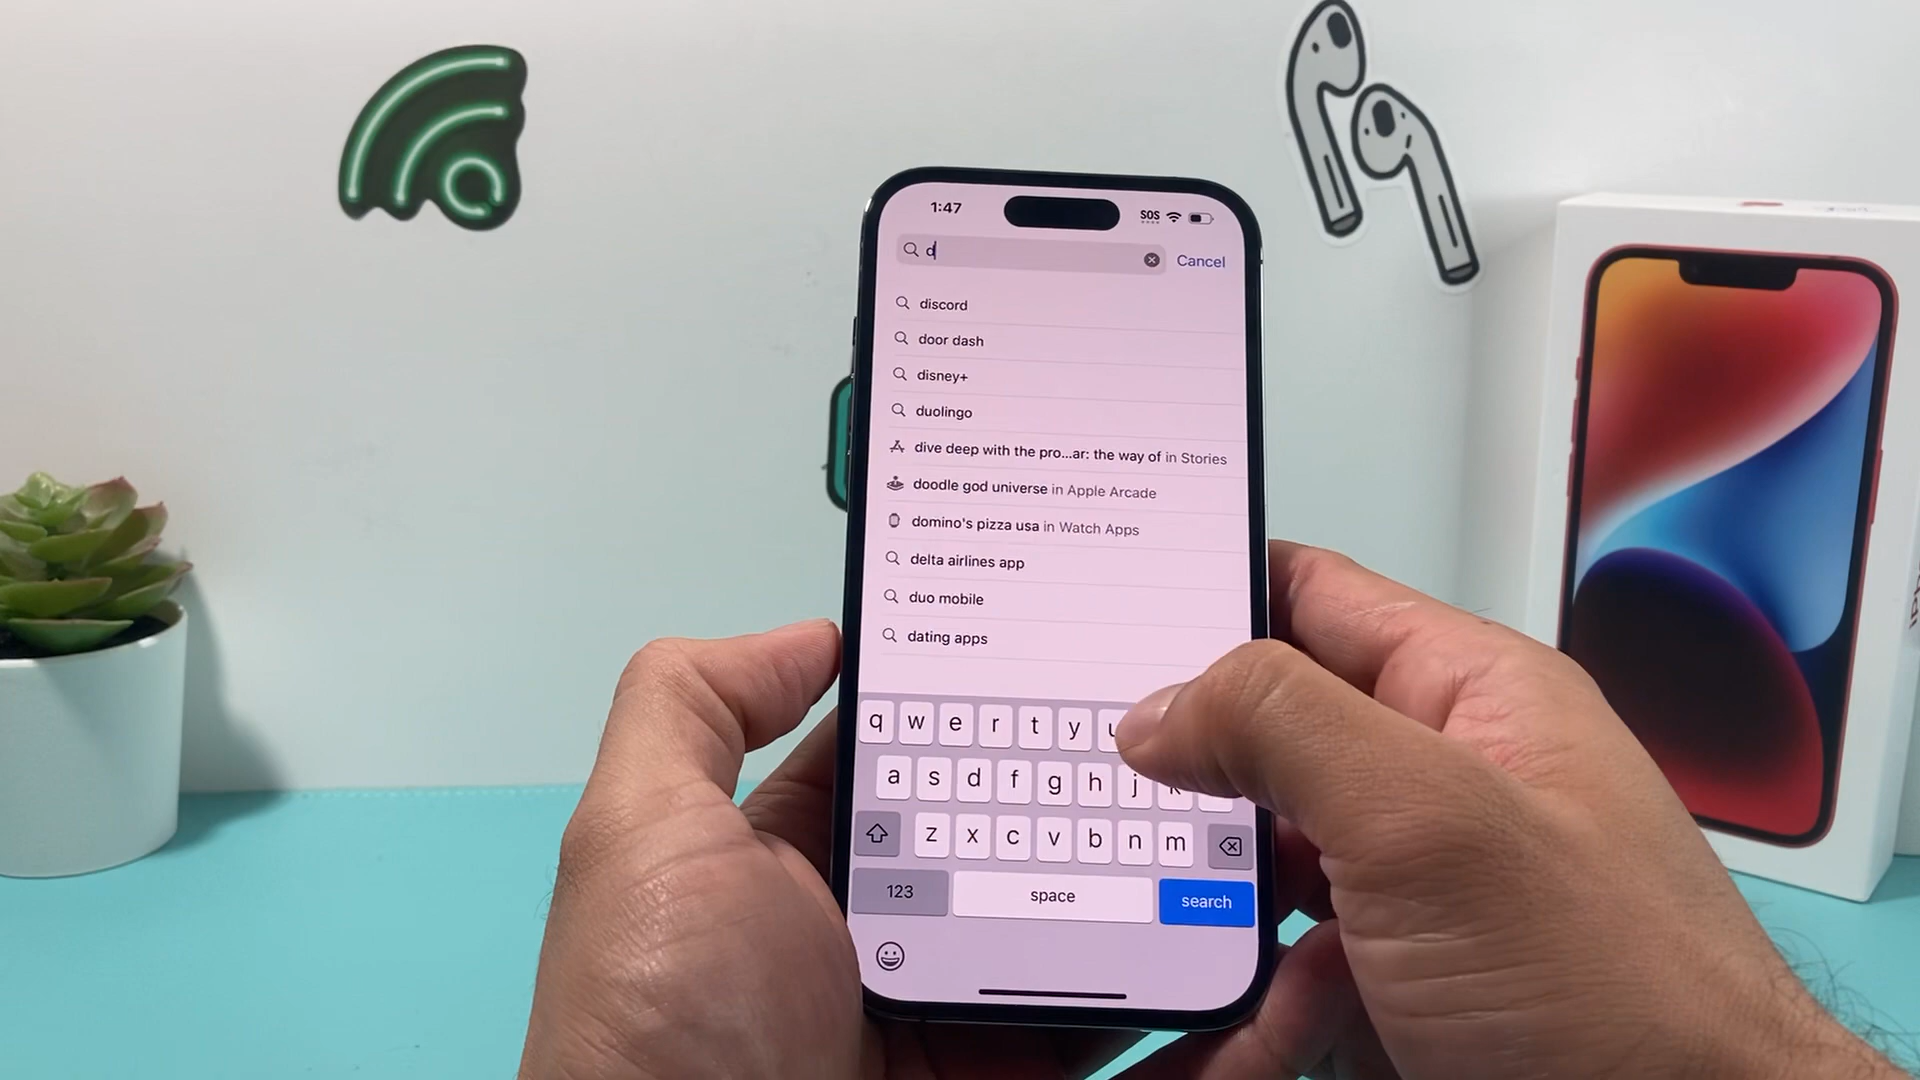 1:47
SOS
d
Cancel
discord
door dash
disney+
duolingo
dive deep with the pro...ar: the way of in Stories
doodle god universe in Apple Arcade
domino's pizza usa in Watch Apps
delta airlines app
duo mobile
dating apps
q w e r t y u
a s d f g h j k
z x c v b n m
123 space search